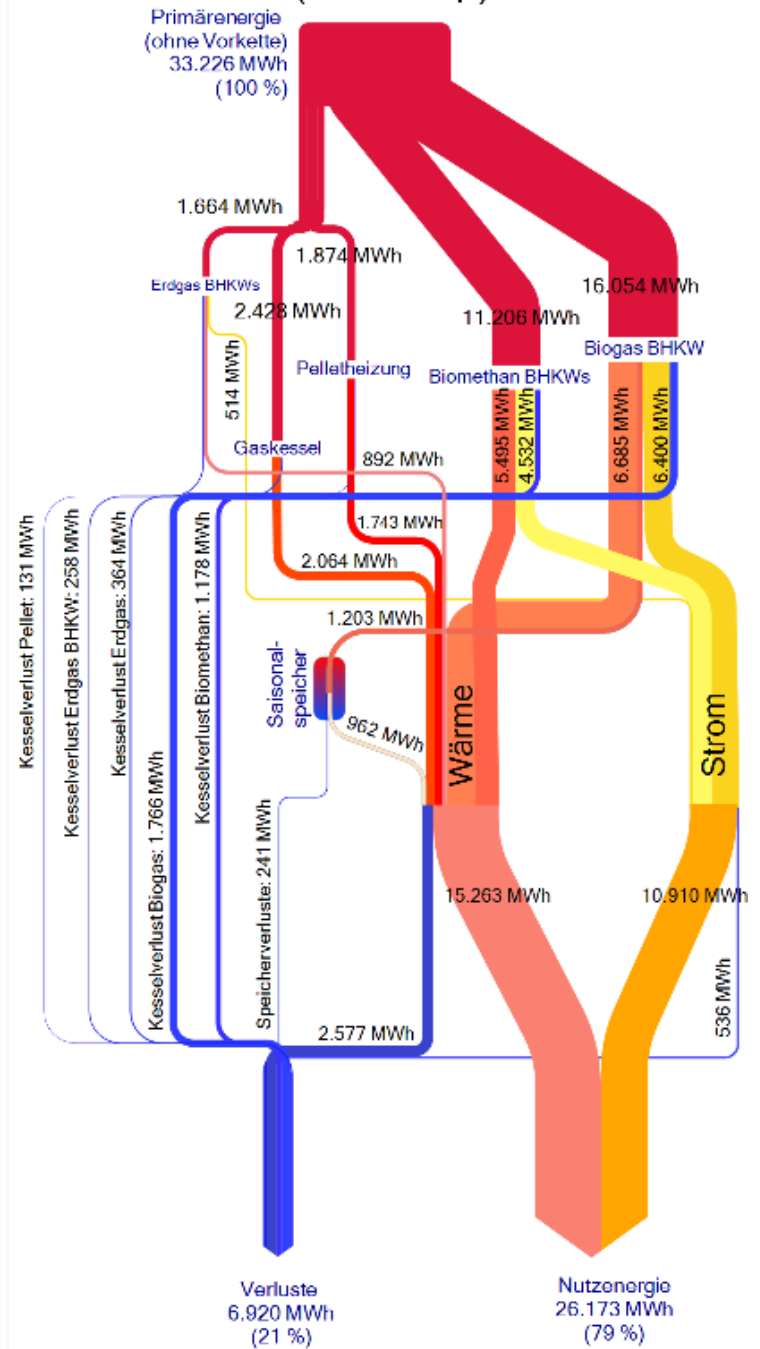 Primärenergie
(ohne Vorkette)
33.226 MWh
(100 %)
1.664 MWh
1.874 MWh
Erdgas BHKWs
2.428 MWh
16.054 MWh
11.206 MWh
514 MWh
Pelletheizung
Biomethan BHKWs
Biogas BHKW
Gaskessel
892 MWh
5.495 MWh
4.532 MWh
6.685 MWh
6.400 MWh
1.743 MWh
2.064 MWh
1.203 MWh
Kesselverlust Pellet: 131 MWh
Kesselverlust Erdgas BHKW: 258 MWh
Kesselverlust Erdgas: 364 MWh
Kesselverlust Biogas: 1.766 MWh
Kesselverlust Biomethan: 1.178 MWh
Saisonal-
speicher
962 MWh
Wärme
Strom
Speicherverluste: 241 MWh
15.263 MWh
10.910 MWh
2.577 MWh
536 MWh
Verluste
6.920 MWh
(21 %)
Nutzenergie
26.173 MWh
(79 %)